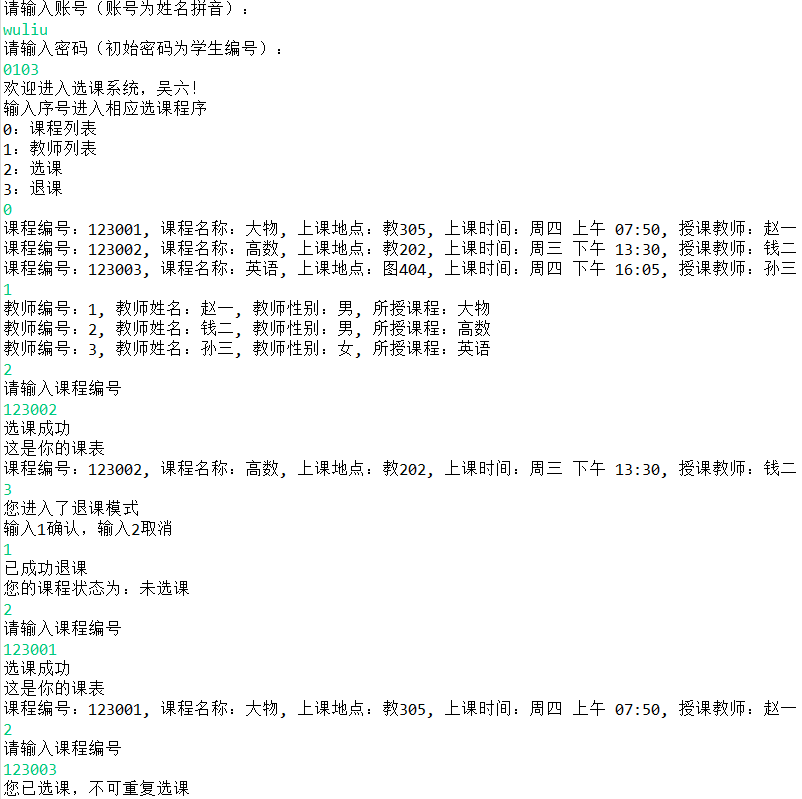 请输入账号（账号为姓名拼音）：
wuliu
请输入密码（初始密码为学生编号）：
0103
欢迎进入选课系统，吴六!
输入序号进入相应选课程序
0：课程列表
1：教师列表
2：选课
3：退课
0
课程编号：123001, 课程名称：大物, 上课地点：教305, 上课时间：周四 上午 07:50, 授课教师：赵一
课程编号：123002, 课程名称：高数, 上课地点：教202, 上课时间：周三 下午 13:30, 授课教师：钱二
课程编号：123003, 课程名称：英语, 上课地点：图404, 上课时间：周四 下午 16:05, 授课教师：孙三
1
教师编号：1, 教师姓名：赵一, 教师性别：男, 所授课程：大物
教师编号：2, 教师姓名：钱二, 教师性别：男, 所授课程：高数
教师编号：3, 教师姓名：孙三, 教师性别：女, 所授课程：英语
2
请输入课程编号
123002
选课成功
这是你的课表
课程编号：123002, 课程名称：高数, 上课地点：教202, 上课时间：周三 下午 13:30, 授课教师：钱二
3
您进入了退课模式
输入1确认，输入2取消
1
已成功退课
您的课程状态为：未选课
2
请输入课程编号
123001
选课成功
这是你的课表
课程编号：123001, 课程名称：大物, 上课地点：教305, 上课时间：周四 上午 07:50, 授课教师：赵一
2
请输入课程编号
123003
您已选课，不可重复选课